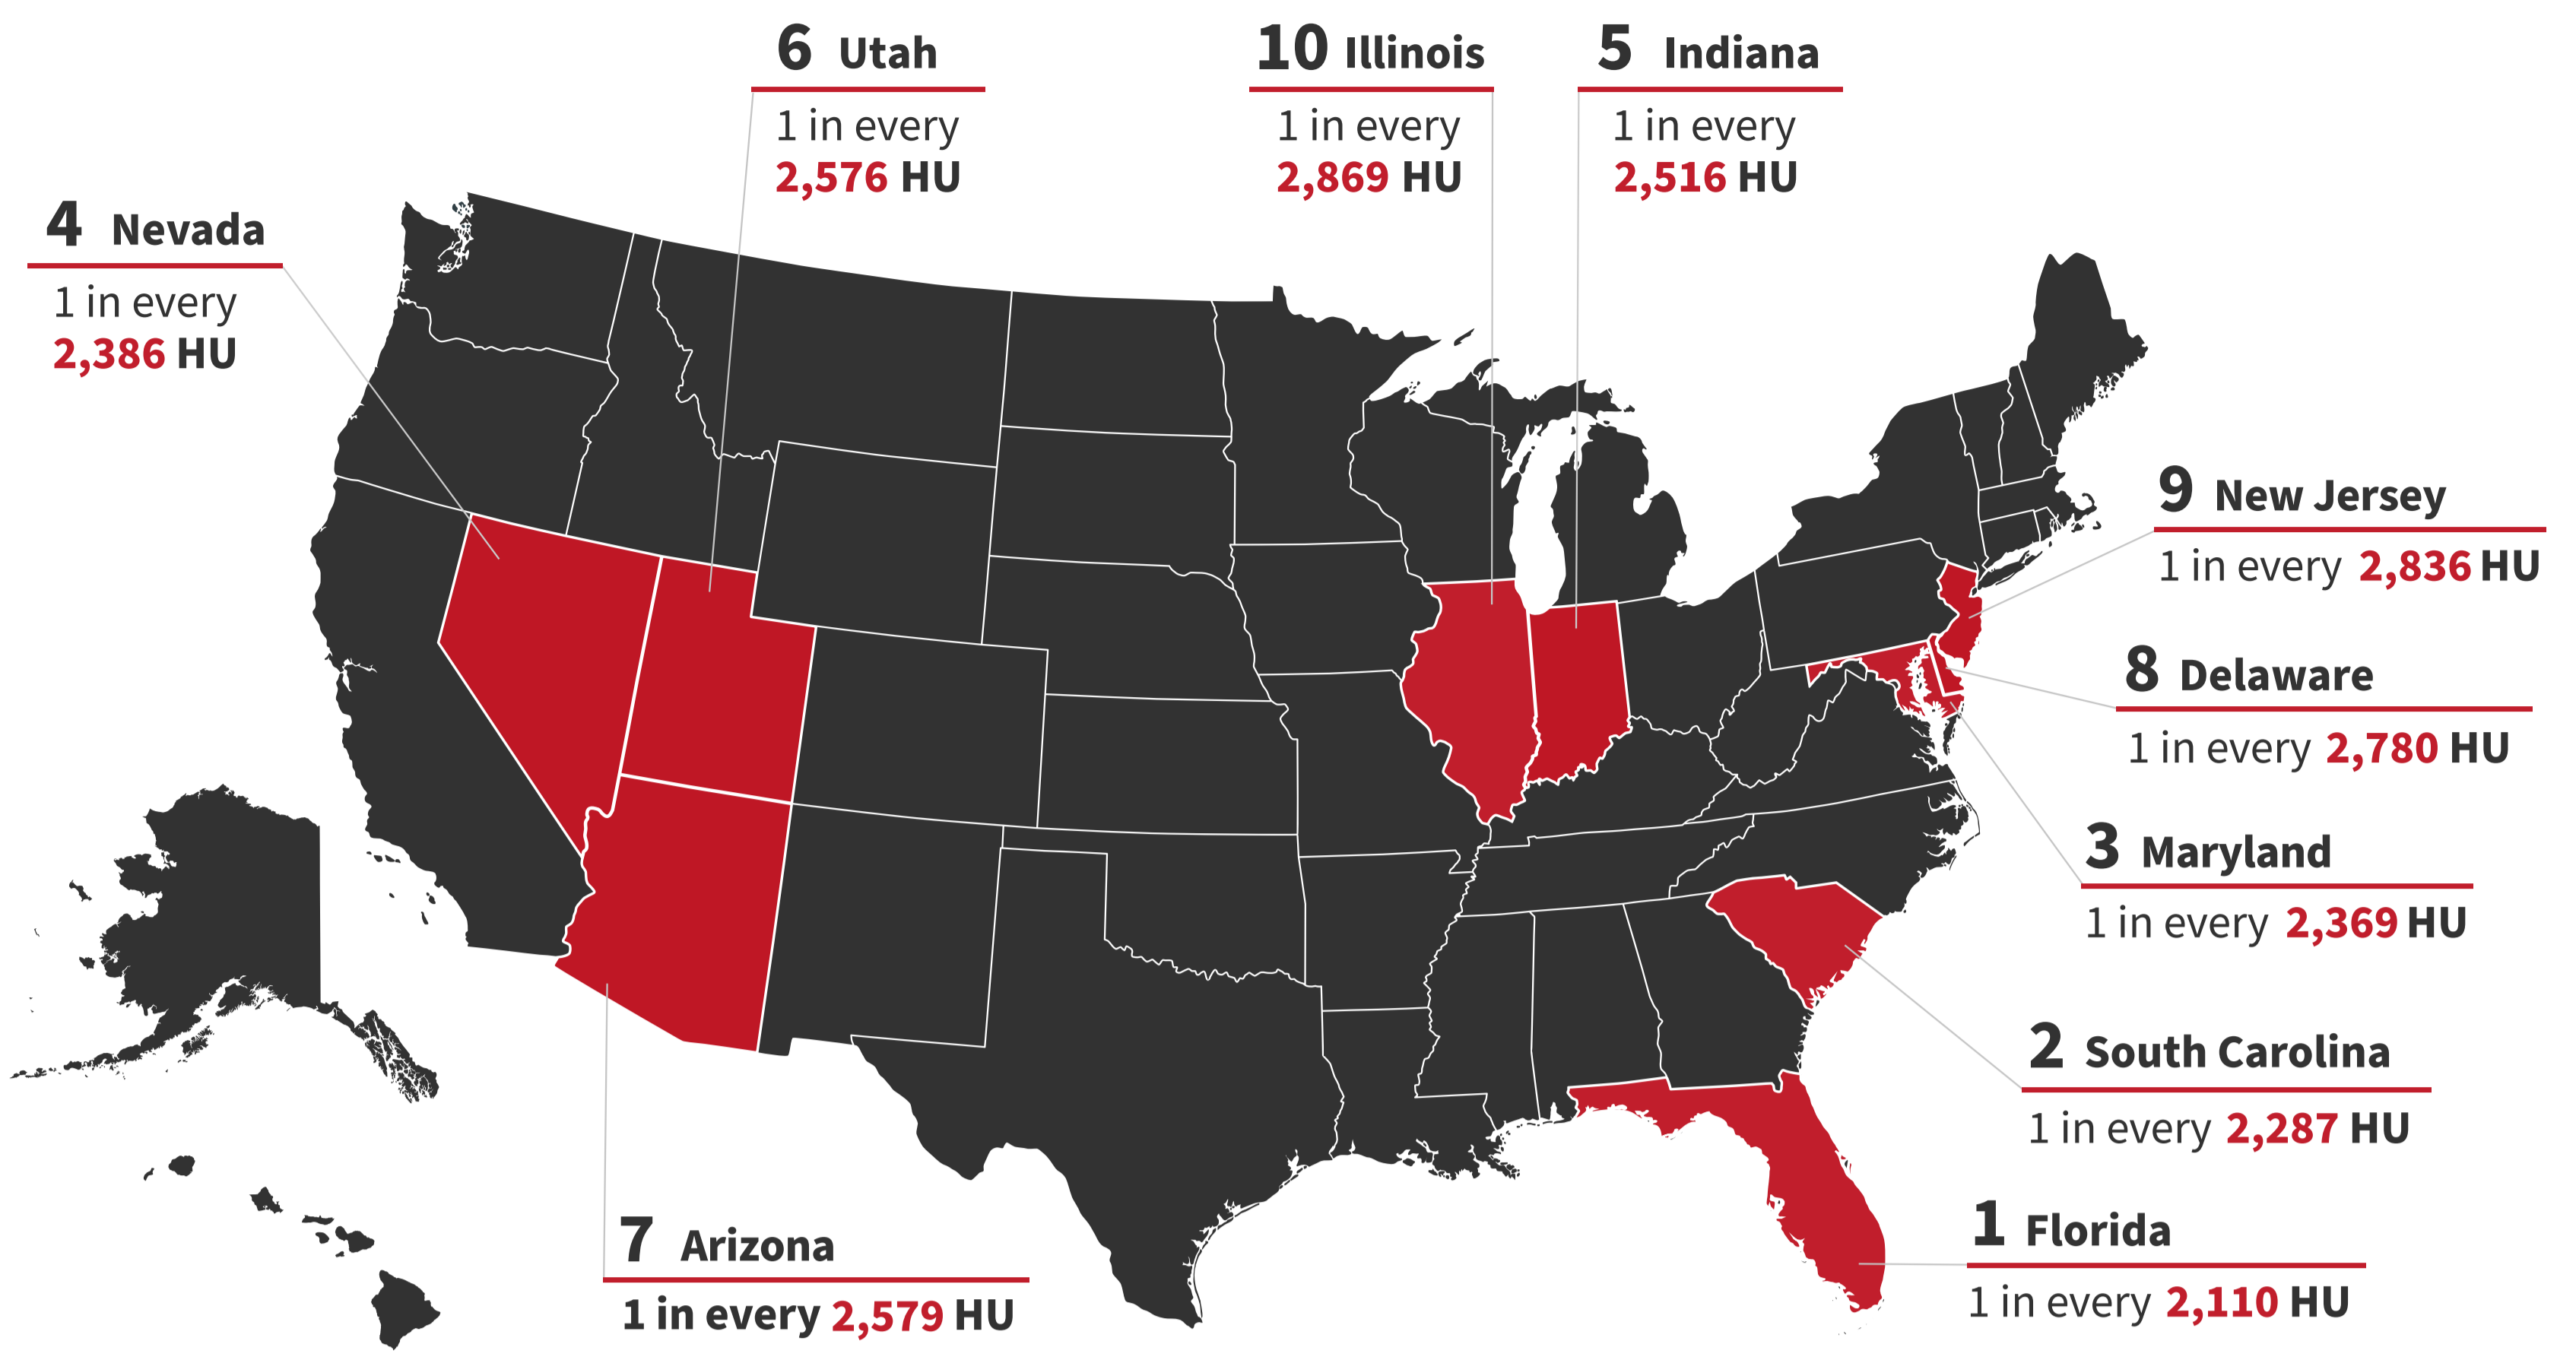 6 Utah
1 in every
2,576 HU
10 Illinois
1 in every
2,869 HU
5 Indiana
1 in every
2,516 HU
4 Nevada
1 in every
2,386 HU
9 New Jersey
1 in every 2,836 HU
8 Delaware
1 in every 2,780 HU
3 Maryland
1 in every 2,369 HU
2 South Carolina
1 in every 2,287 HU
7 Arizona
1 in every 2,579 HU
1 Florida
1 in every 2,110 HU